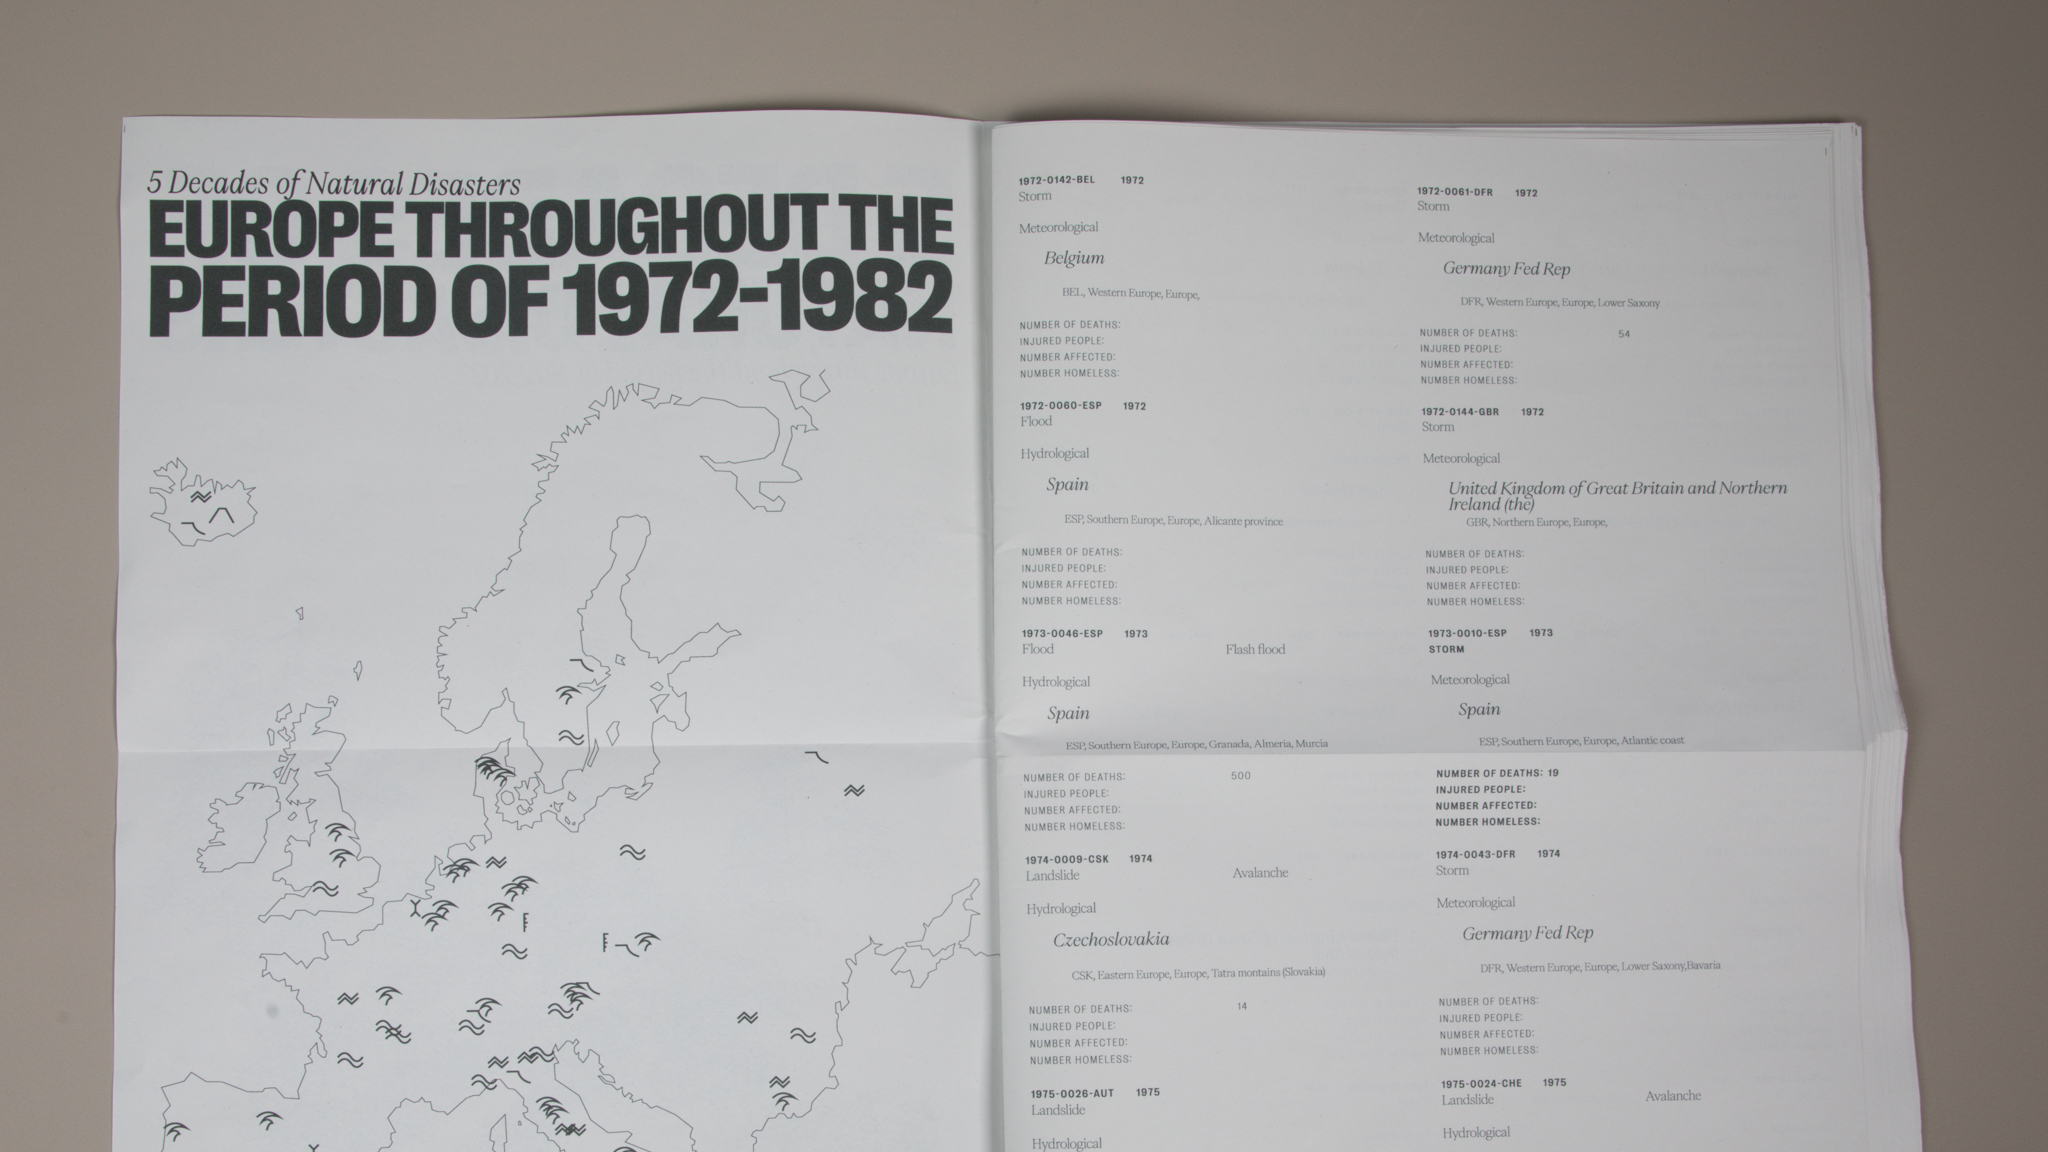 5 Decades of Natural Disasters
EUROPE THROUGHOUT THE
PERIOD OF 1972-1982
1972-0142-BEL 1972
Storm
Meteorological
Belgium
BEL, Western Europe, Europe,
NUMBER OF DEATHS:
INJURED PEOPLE:
NUMBER AFFECTED:
NUMBER HOMELESS:
1972-0060-ESP 1972
Flood
Hydrological
Spain
ESP, Southern Europe, Europe, Alicante province
NUMBER OF DEATHS:
INJURED PEOPLE:
NUMBER AFFECTED:
NUMBER HOMELESS:
1973-0046-ESP 1973
Flood Flash flood
Hydrological
Spain
ESP, Southern Europe, Europe, Granada, Almeria, Murcia
NUMBER OF DEATHS: 500
INJURED PEOPLE:
NUMBER AFFECTED:
NUMBER HOMELESS:
1974-0009-CSK 1974
Landslide Avalanche
Hydrological
Czechoslovakia
CSK, Eastern Europe, Europe, Tatra montains (Slovakia)
NUMBER OF DEATHS: 14
INJURED PEOPLE:
NUMBER AFFECTED:
NUMBER HOMELESS:
1975-0026-AUT 1975
Landslide
Hydrological
1972-0061-DFR 1972
Storm
Meteorological
Germany Fed Rep
DFR, Western Europe, Europe, Lower Saxony
NUMBER OF DEATHS: 54
INJURED PEOPLE:
NUMBER AFFECTED:
NUMBER HOMELESS:
1972-0144-GBR 1972
Storm
Meteorological
United Kingdom of Great Britain and Northern
Ireland (the)
GBR, Northern Europe, Europe,
NUMBER OF DEATHS:
INJURED PEOPLE:
NUMBER AFFECTED:
NUMBER HOMELESS:
1973-0010-ESP 1973
STORM
Meteorological
Spain
ESP, Southern Europe, Europe, Atlantic coast
NUMBER OF DEATHS: 19
INJURED PEOPLE:
NUMBER AFFECTED:
NUMBER HOMELESS:
1974-0043-DFR 1974
Storm
Meteorological
Germany Fed Rep
DFR, Western Europe, Europe, Lower Saxony,Bavaria
NUMBER OF DEATHS:
INJURED PEOPLE:
NUMBER AFFECTED:
NUMBER HOMELESS:
1975-0024-CHE 1975
Landslide Avalanche
Hydrological